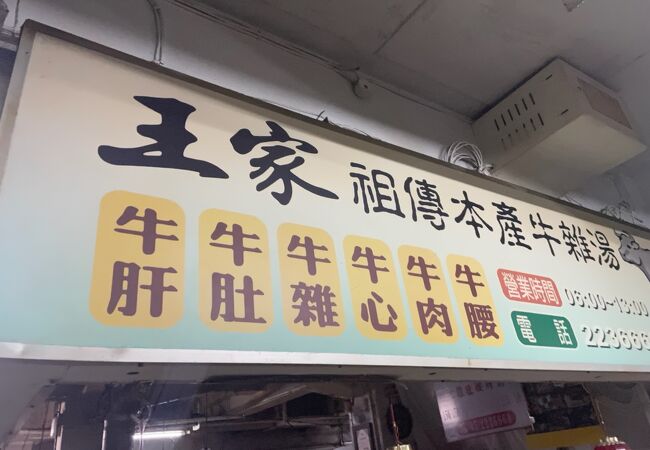 王家 祖傳本產牛雜湯
牛肝 牛肚 牛雜 牛心 牛肉 牛腰
營業時間 06:00~13:00
電話 223666